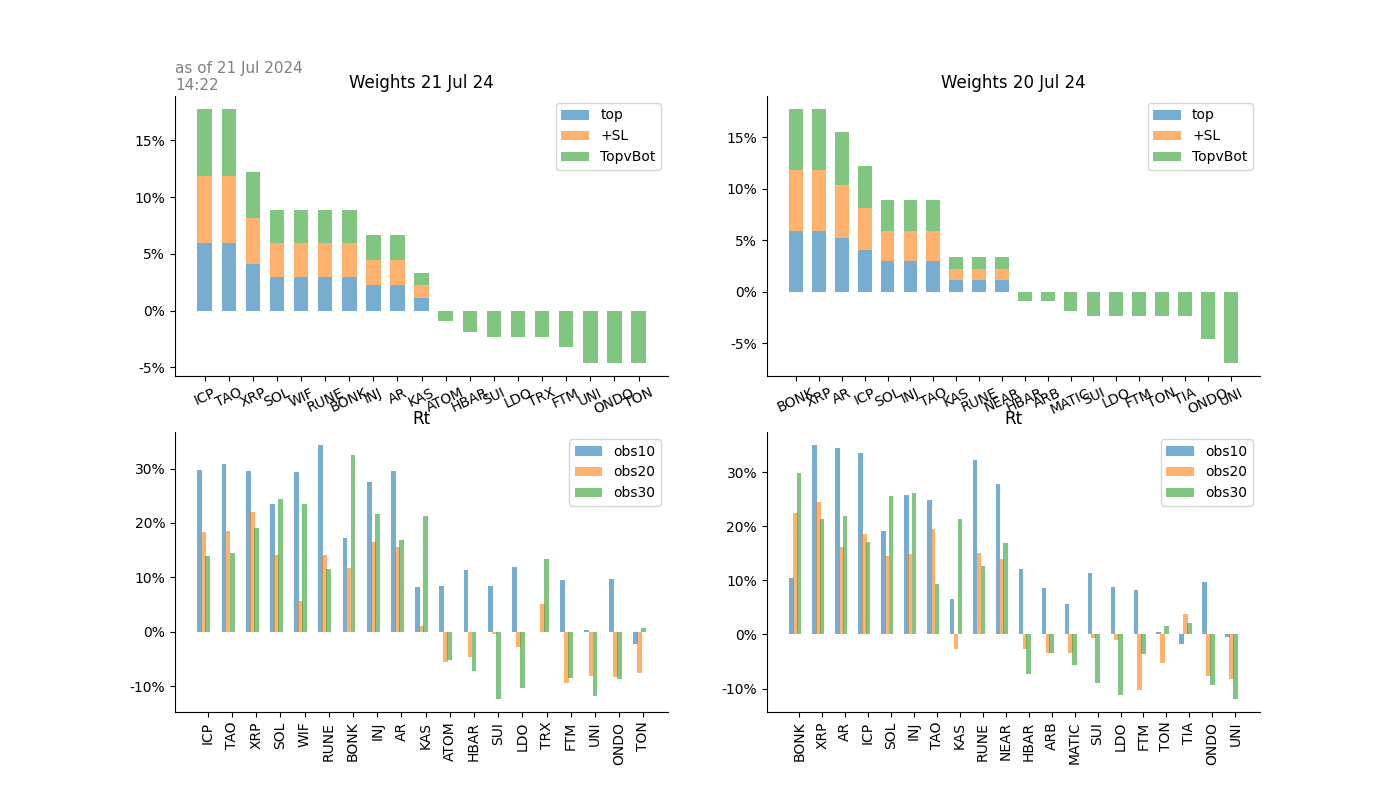 as of 21 Jul 2024
14:22
Weights 21 Jul 24
top
+SL
TopvBot
15%
10%
5%
0%
-5%
ICP TAO XRP SOL WIF RUNE BONK INJ AR KAS ATOM HBAR SUI LDO TRX FTM UNI ONDO TON
Weights 20 Jul 24
top
+SL
TopvBot
15%
10%
5%
0%
-5%
BONK XRP AR ICP SOL INJ TAO KAS RUNE NEAR HBAR ARB MATIC SUI LDO FTM TON TIA ONDO UNI
Rt
obs10
obs20
obs30
30%
20%
10%
0%
-10%
ICP TAO XRP SOL WIF RUNE BONK INJ AR KAS ATOM HBAR SUI LDO TRX FTM UNI ONDO TON
Rt
obs10
obs20
obs30
30%
20%
10%
0%
-10%
BONK XRP AR ICP SOL INJ TAO KAS RUNE NEAR HBAR ARB MATIC SUI LDO FTM TON TIA ONDO UNI